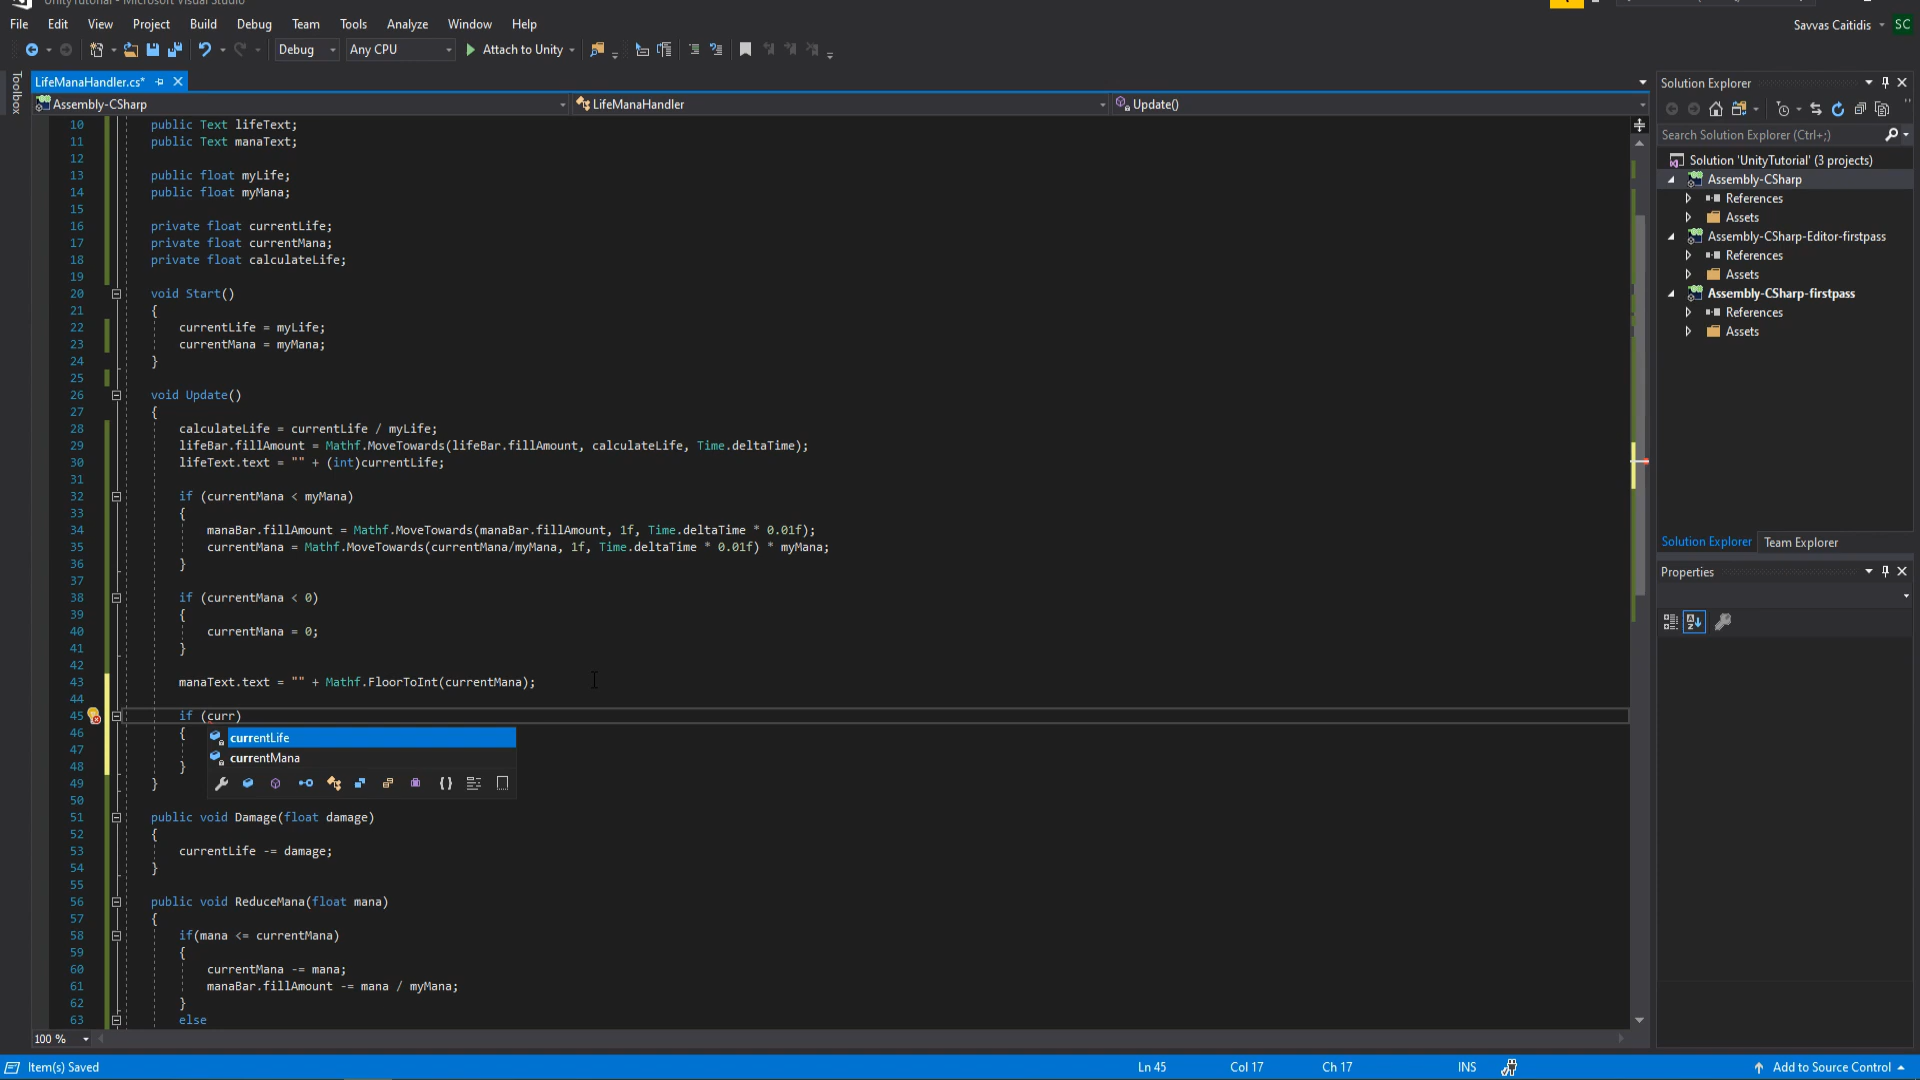 UnityTutorial - Microsoft Visual Studio
File Edit View Project Build Debug Team Tools Analyze Window Help
Savvas Caitidis SC
Debug Any CPU Attach to Unity
Toolbox
LifeManaHandler.cs*
Assembly-CSharp LifeManaHandler Update()
10 public Text lifeText;
11 public Text manaText;
12
13 public float myLife;
14 public float myMana;
15
16 private float currentLife;
17 private float currentMana;
18 private float calculateLife;
19
20 void Start()
21 {
22 currentLife = myLife;
23 currentMana = myMana;
24 }
25
26 void Update()
27 {
28 calculateLife = currentLife / myLife;
29 lifeBar.fillAmount = Mathf.MoveTowards(lifeBar.fillAmount, calculateLife, Time.deltaTime);
30 lifeText.text = "" + (int)currentLife;
31
32 if (currentMana < myMana)
33 {
34 manaBar.fillAmount = Mathf.MoveTowards(manaBar.fillAmount, 1f, Time.deltaTime * 0.01f);
35 currentMana = Mathf.MoveTowards(currentMana/myMana, 1f, Time.deltaTime * 0.01f) * myMana;
36 }
37
38 if (currentMana < 0)
39 {
40 currentMana = 0;
41 }
42
43 manaText.text = "" + Mathf.FloorToInt(currentMana);
44
45 if (curr)
46 {
currentLife
47
currentMana
48 }
49 }
50
51 public void Damage(float damage)
52 {
53 currentLife -= damage;
54 }
55
56 public void ReduceMana(float mana)
57 {
58 if(mana <= currentMana)
59 {
60 currentMana -= mana;
61 manaBar.fillAmount -= mana / myMana;
62 }
63 else
100 %
Solution Explorer
Search Solution Explorer (Ctrl+;)
Solution 'UnityTutorial' (3 projects)
Assembly-CSharp
References
Assets
Assembly-CSharp-Editor-firstpass
References
Assets
Assembly-CSharp-firstpass
References
Assets
Solution Explorer Team Explorer
Properties
Item(s) Saved Ln 45 Col 17 Ch 17 INS Add to Source Control